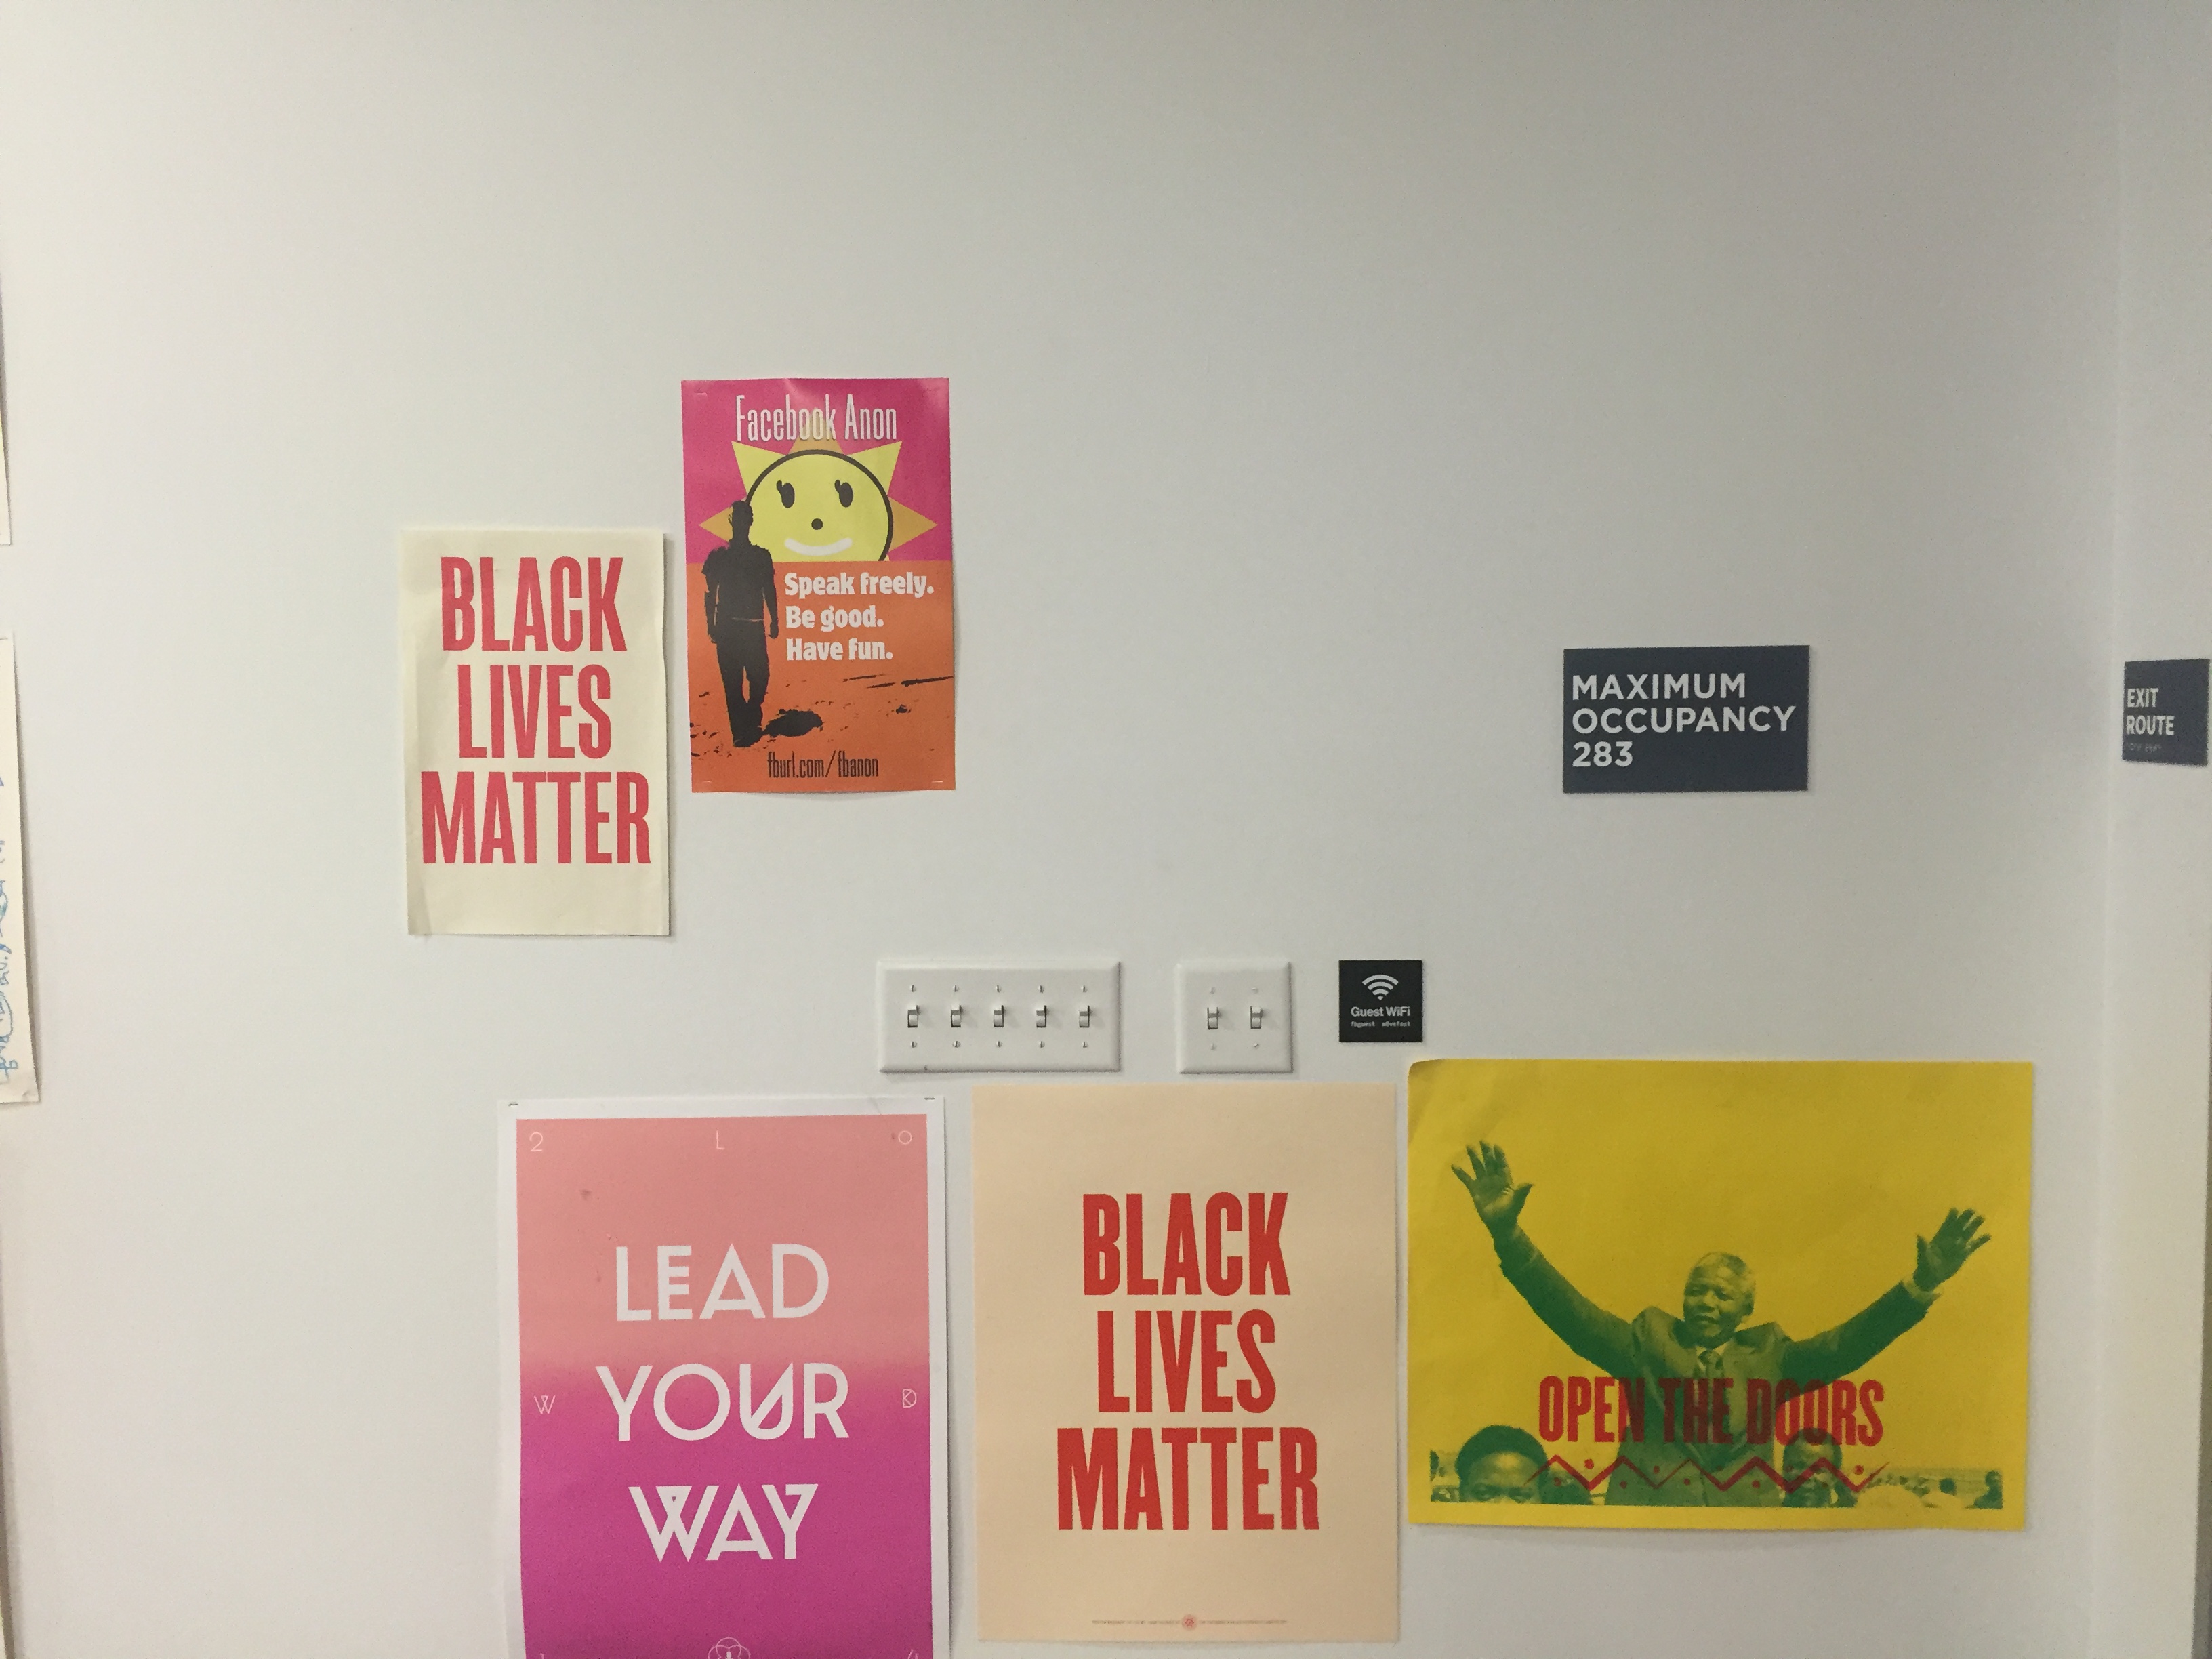 Facebook Anon
Speak freely.
Be good.
Have fun.
fburl.com/fbanon
BLACK
LIVES
MATTER
MAXIMUM
OCCUPANCY
283
EXIT
ROUTE
Guest WiFi
fbguest
2 L O
LEAD
YOUR
W
WAY
BLACK
LIVES
MATTER
OPEN THE DOORS